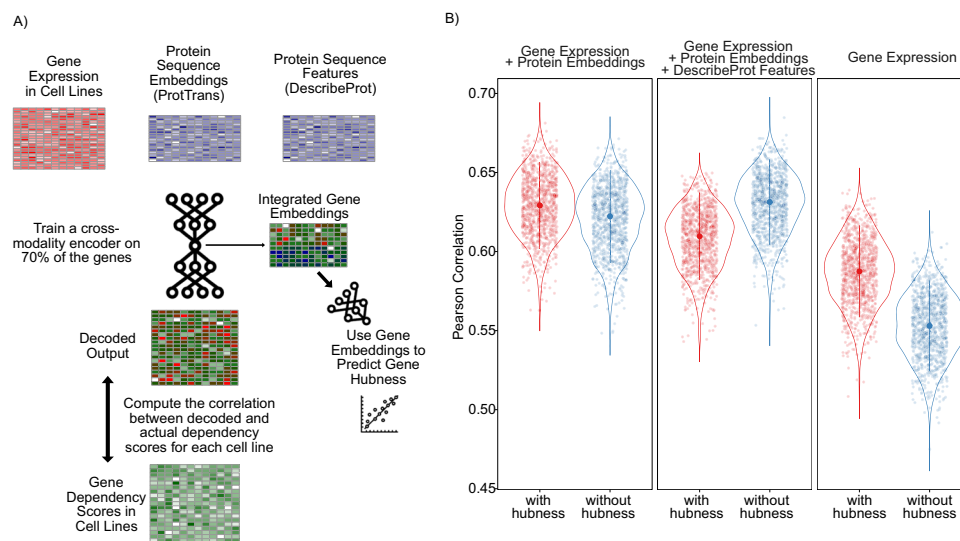 A)
Gene
Expression
in Cell Lines
Protein
Sequence
Embeddings
(ProtTrans)
Protein Sequence
Features
(DescribeProt)
Train a cross-
modality encoder on
70% of the genes
Integrated Gene
Embeddings
Use Gene
Embeddings to
Predict Gene
Hubness
Decoded
Output
Compute the correlation
between decoded and
actual dependency
scores for each cell line
Gene
Dependency
Scores in
Cell Lines
B)
Gene Expression
+ Protein Embeddings
Gene Expression
+ Protein Embeddings
+ DescribeProt Features
Gene Expression
Pearson Correlation
0.70
0.65
0.60
0.55
0.50
0.45
with
hubness
without
hubness
with
hubness
without
hubness
with
hubness
without
hubness